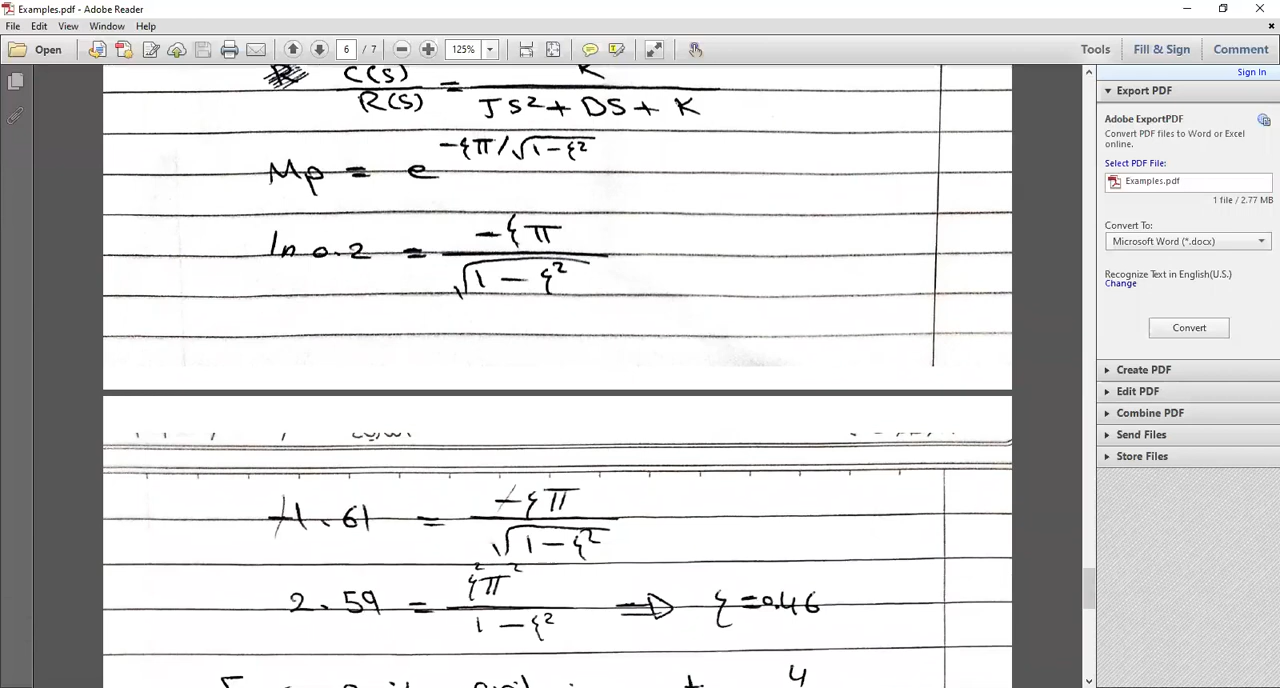 Examples.pdf - Adobe Reader
File Edit View Window Help
Open 6 / 7 125% Tools Fill & Sign Comment
Sign In
Export PDF
Adobe ExportPDF
Convert PDF files to Word or Excel online.
Select PDF File:
Examples.pdf
1 file / 2.77 MB
Convert To:
Microsoft Word (*.docx)
Recognize Text in English(U.S.)
Change
Convert
Create PDF
Edit PDF
Combine PDF
Send Files
Store Files
C(S)/R(S) = K/(JS²+DS+K)
Mp = e^(-ξπ/√(1-ξ²))
ln 0.2 = -ξπ/√(1-ξ²)
-1.61 = -ξπ/√(1-ξ²)
2.59 = ξ²π²/(1-ξ²) ⇒ ξ = 0.46
4